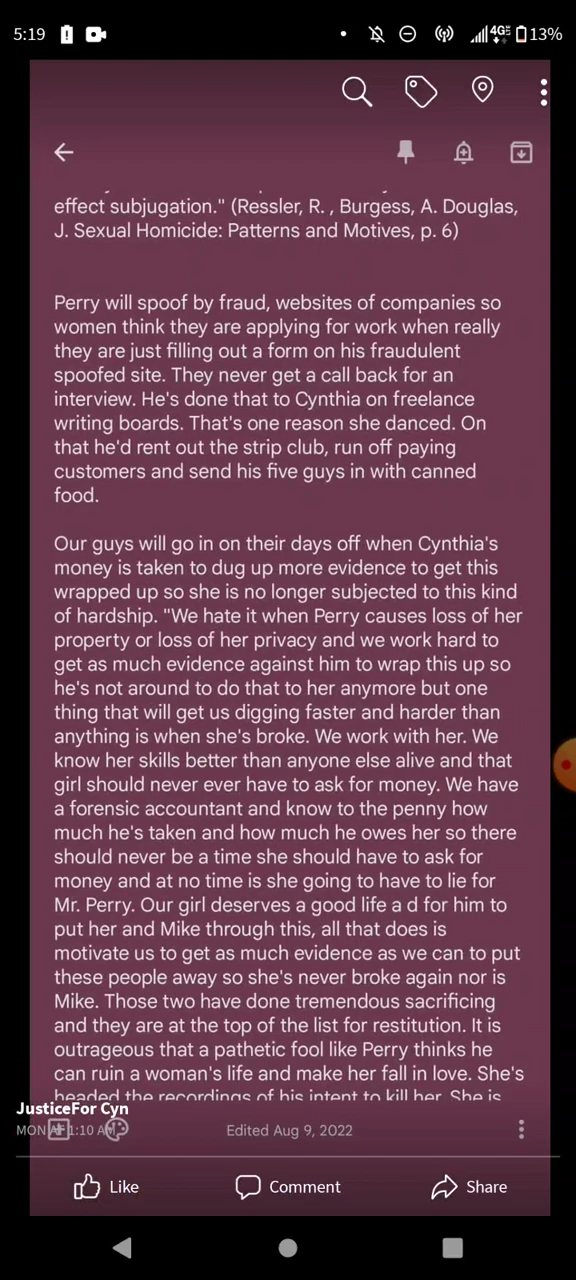 5:19
4G
13%
effect subjugation." (Ressler, R. , Burgess, A. Douglas,
J. Sexual Homicide: Patterns and Motives, p. 6)
Perry will spoof by fraud, websites of companies so
women think they are applying for work when really
they are just filling out a form on his fraudulent
spoofed site. They never get a call back for an
interview. He's done that to Cynthia on freelance
writing boards. That's one reason she danced. On
that he'd rent out the strip club, run off paying
customers and send his five guys in with canned
food.
Our guys will go in on their days off when Cynthia's
money is taken to dug up more evidence to get this
wrapped up so she is no longer subjected to this kind
of hardship. "We hate it when Perry causes loss of her
property or loss of her privacy and we work hard to
get as much evidence against him to wrap this up so
he's not around to do that to her anymore but one
thing that will get us digging faster and harder than
anything is when she's broke. We work with her. We
know her skills better than anyone else alive and that
girl should never ever have to ask for money. We have
a forensic accountant and know to the penny how
much he's taken and how much he owes her so there
should never be a time she should have to ask for
money and at no time is she going to have to lie for
Mr. Perry. Our girl deserves a good life a d for him to
put her and Mike through this, all that does is
motivate us to get as much evidence as we can to put
these people away so she's never broke again nor is
Mike. Those two have done tremendous sacrificing
and they are at the top of the list for restitution. It is
outrageous that a pathetic fool like Perry thinks he
can ruin a woman's life and make her fall in love. She's
headed the recordings of his intent to kill her. She is
JusticeFor Cyn
MON AT 1:10 AM
Edited Aug 9, 2022
Like
Comment
Share